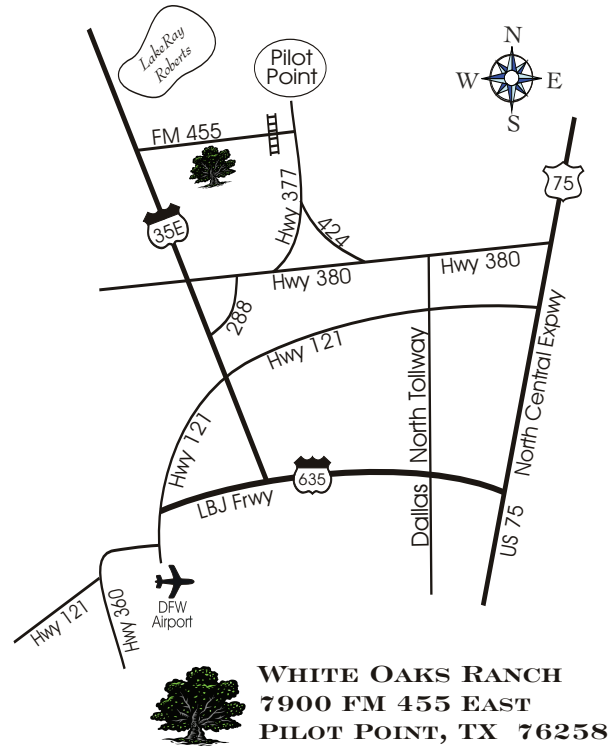 LakeRay
Roberts
Pilot
Point
N
W
E
S
FM 455
75
Hwy 377
424
35E
Hwy 380
Hwy 380
288
Hwy 121
North Central Expwy
Dallas North Tollway
Hwy 121
635
LBJ Frwy
US 75
DFW
Airport
Hwy 121
Hwy 360
WHITE OAKS RANCH
7900 FM 455 EAST
PILOT POINT, TX 76258